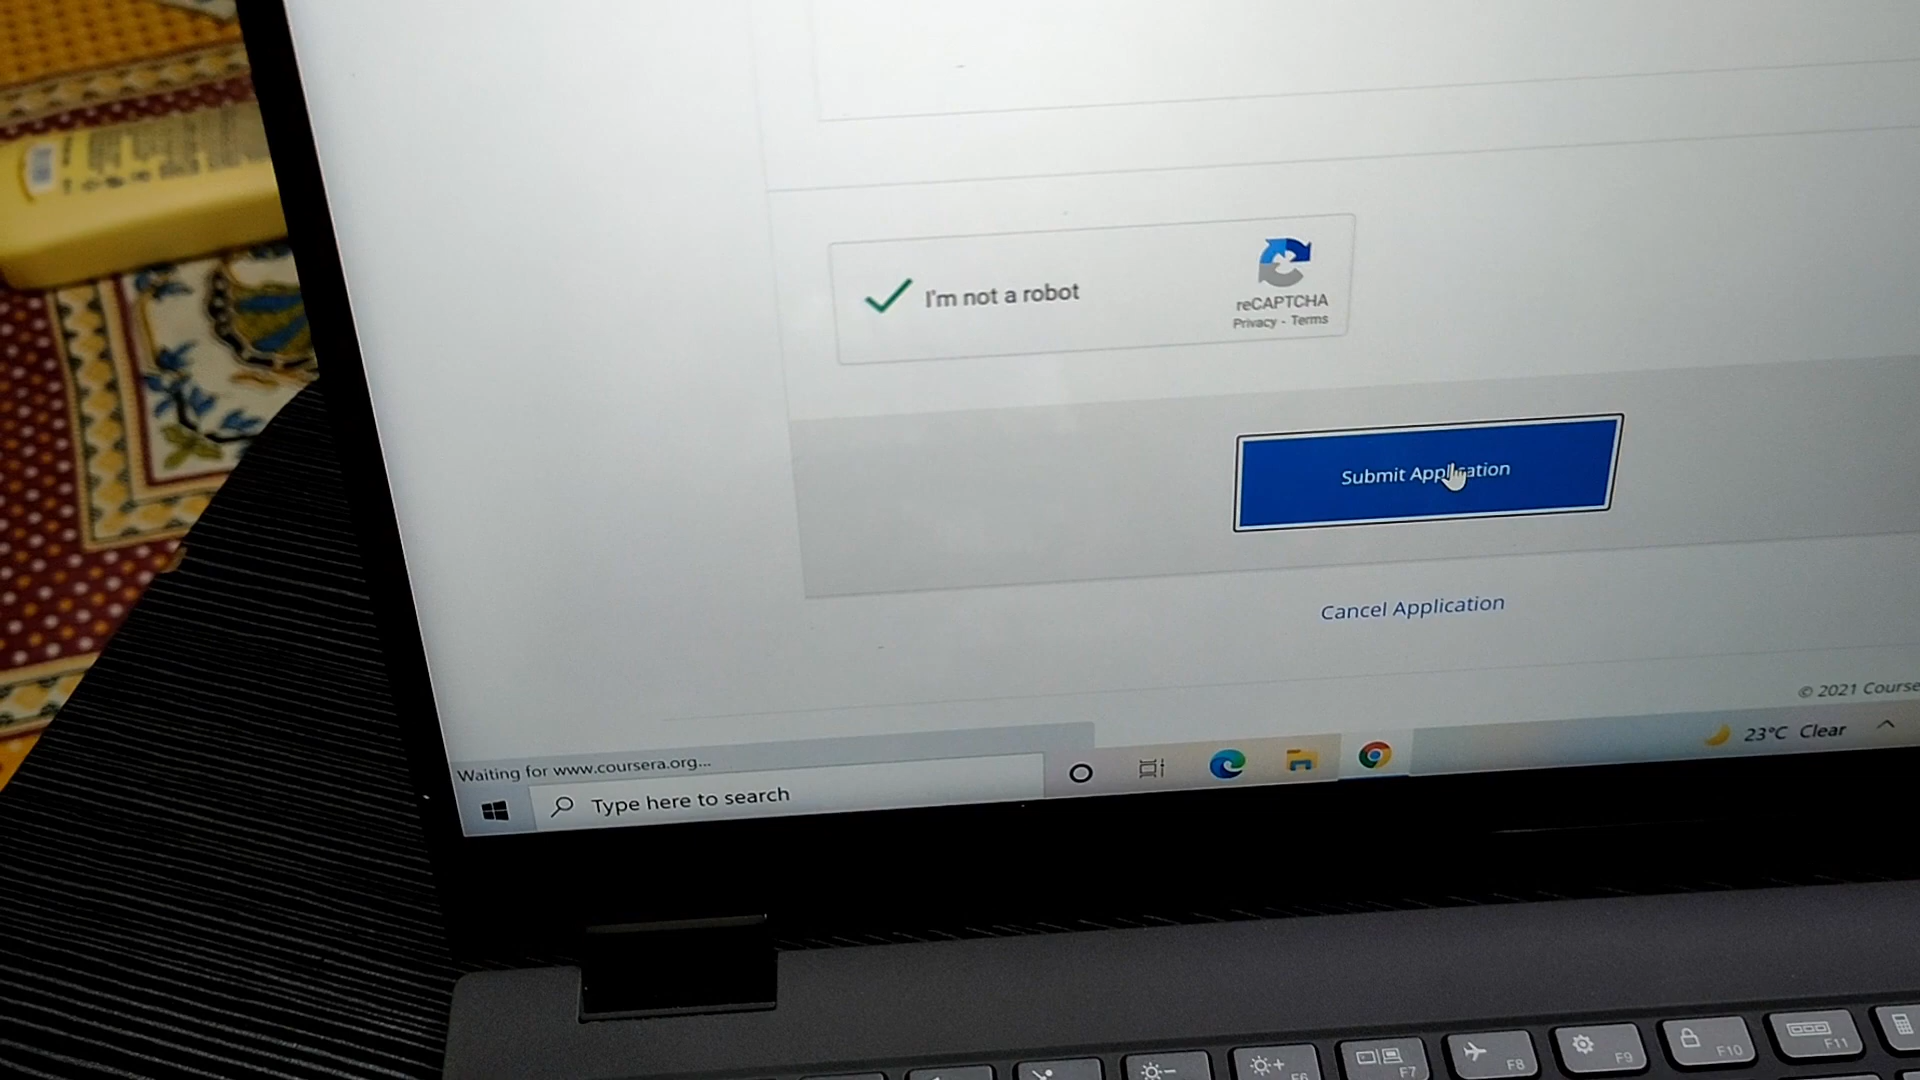 I'm not a robot
reCAPTCHA
Privacy - Terms
Submit Application
Cancel Application
© 2021 Course
Waiting for www.coursera.org...
23°C Clear
Type here to search
F6
F7
F8
F9
F10
F11